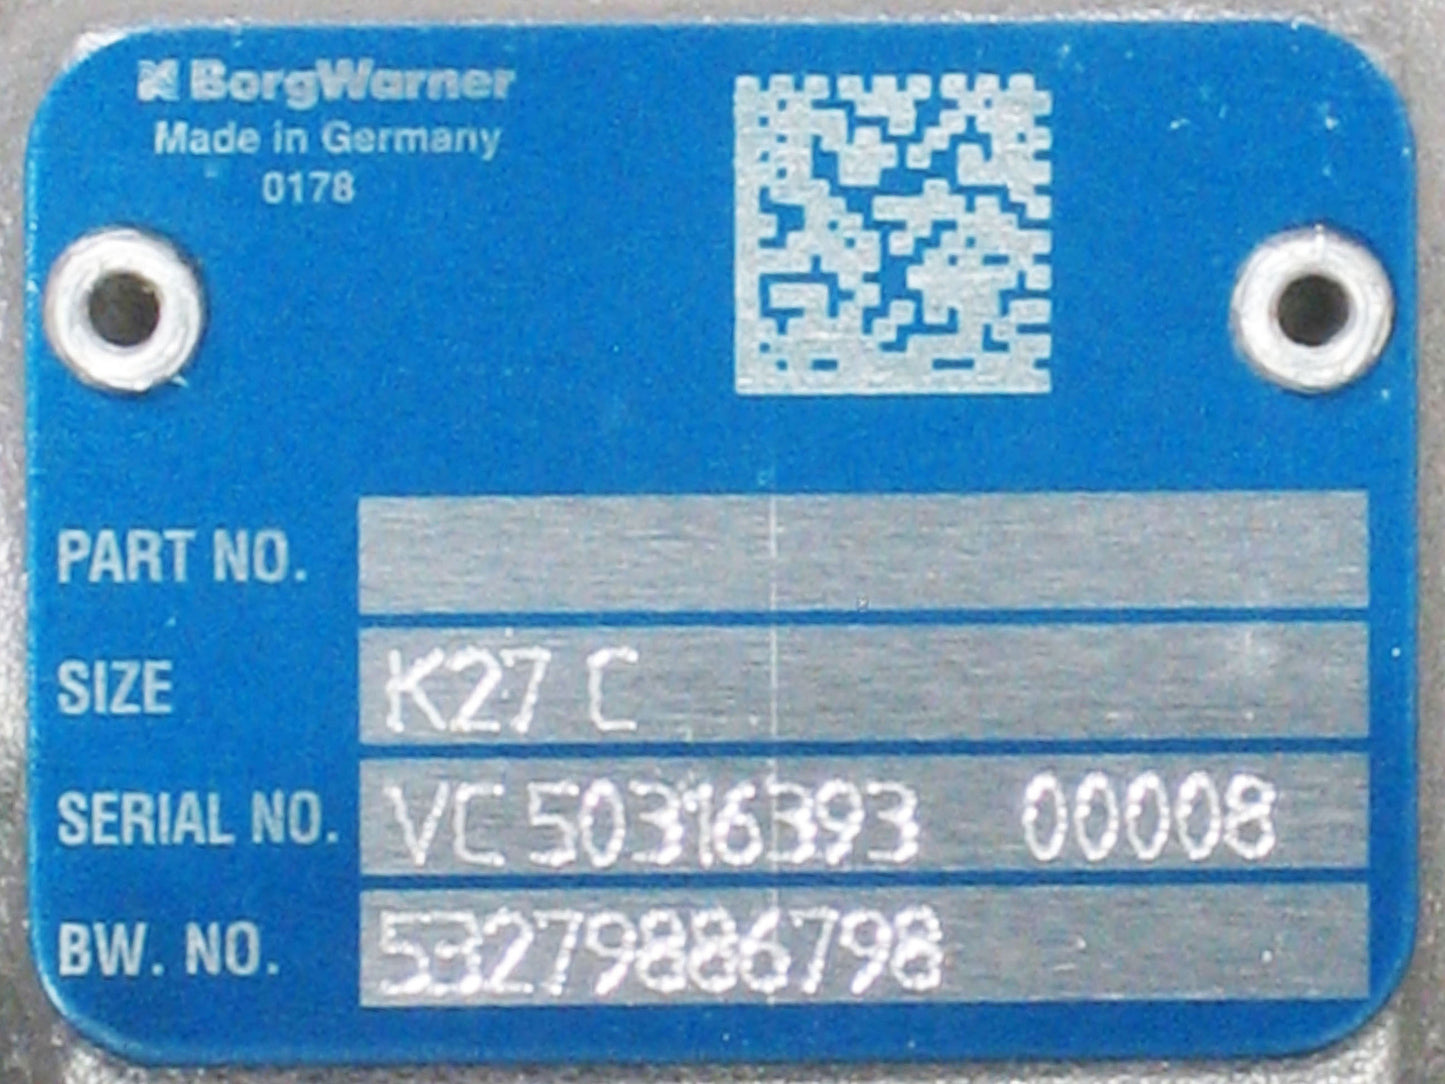 BorgWarner
Made in Germany
0178
PART NO.
SIZE K27 C
SERIAL NO. VC 50316393 00008
BW. NO. 53279886798